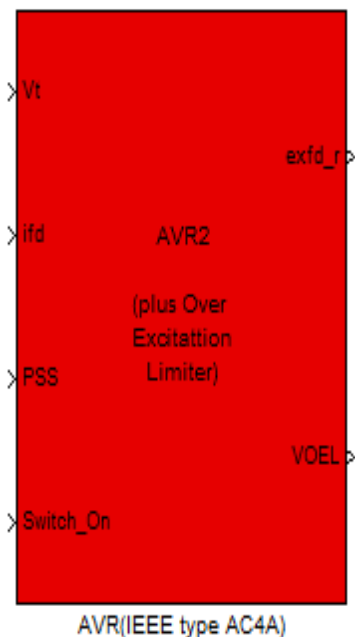 Vt
exfd_r
ifd
AVR2
(plus Over
Excitattion
Limiter)
PSS
VOEL
Switch_On
AVR(IEEE type AC4A)